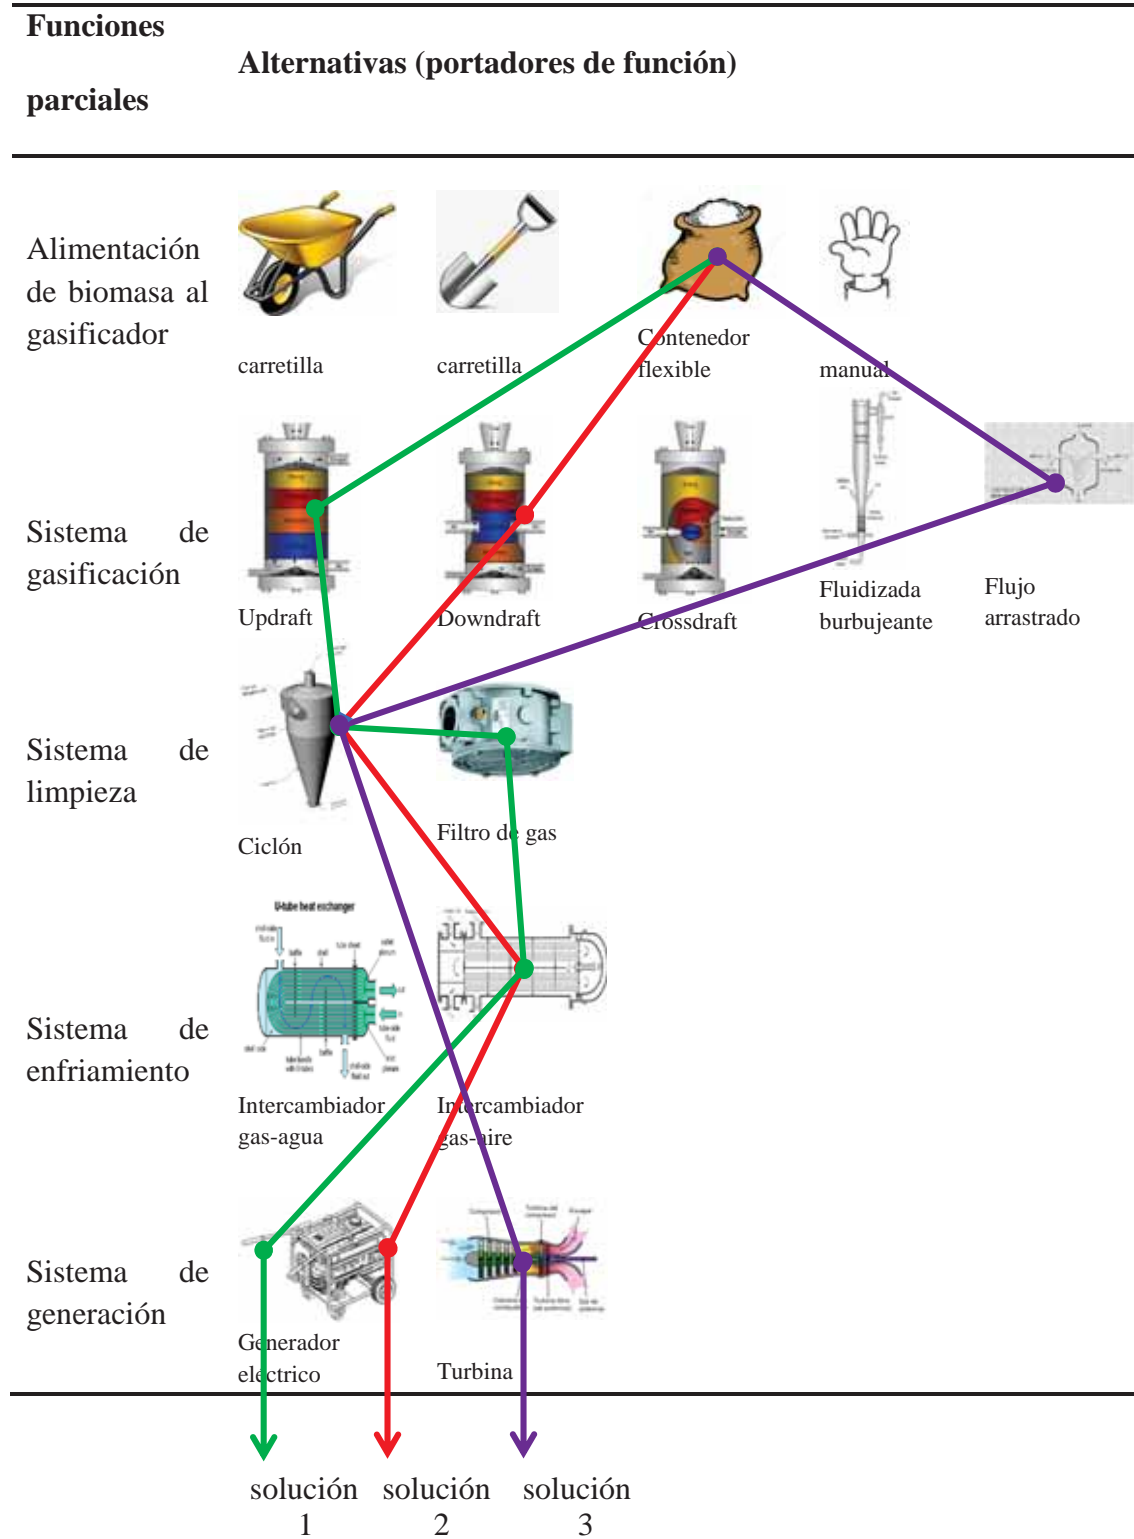 Funciones
parciales
Alternativas (portadores de función)
Alimentación
de biomasa al
gasificador
carretilla
carretilla
Contenedor
flexible
manual
Sistema de
gasificación
Updraft
Downdraft
Crossdraft
Fluidizada
burbujeante
Flujo
arrastrado
Sistema de
limpieza
Ciclón
Filtro de gas
Sistema de
enfriamiento
U-tube heat exchanger
Intercambiador
gas-agua
Intercambiador
gas-aire
Sistema de
generación
Generador
electrico
Turbina
solución
1
solución
2
solución
3